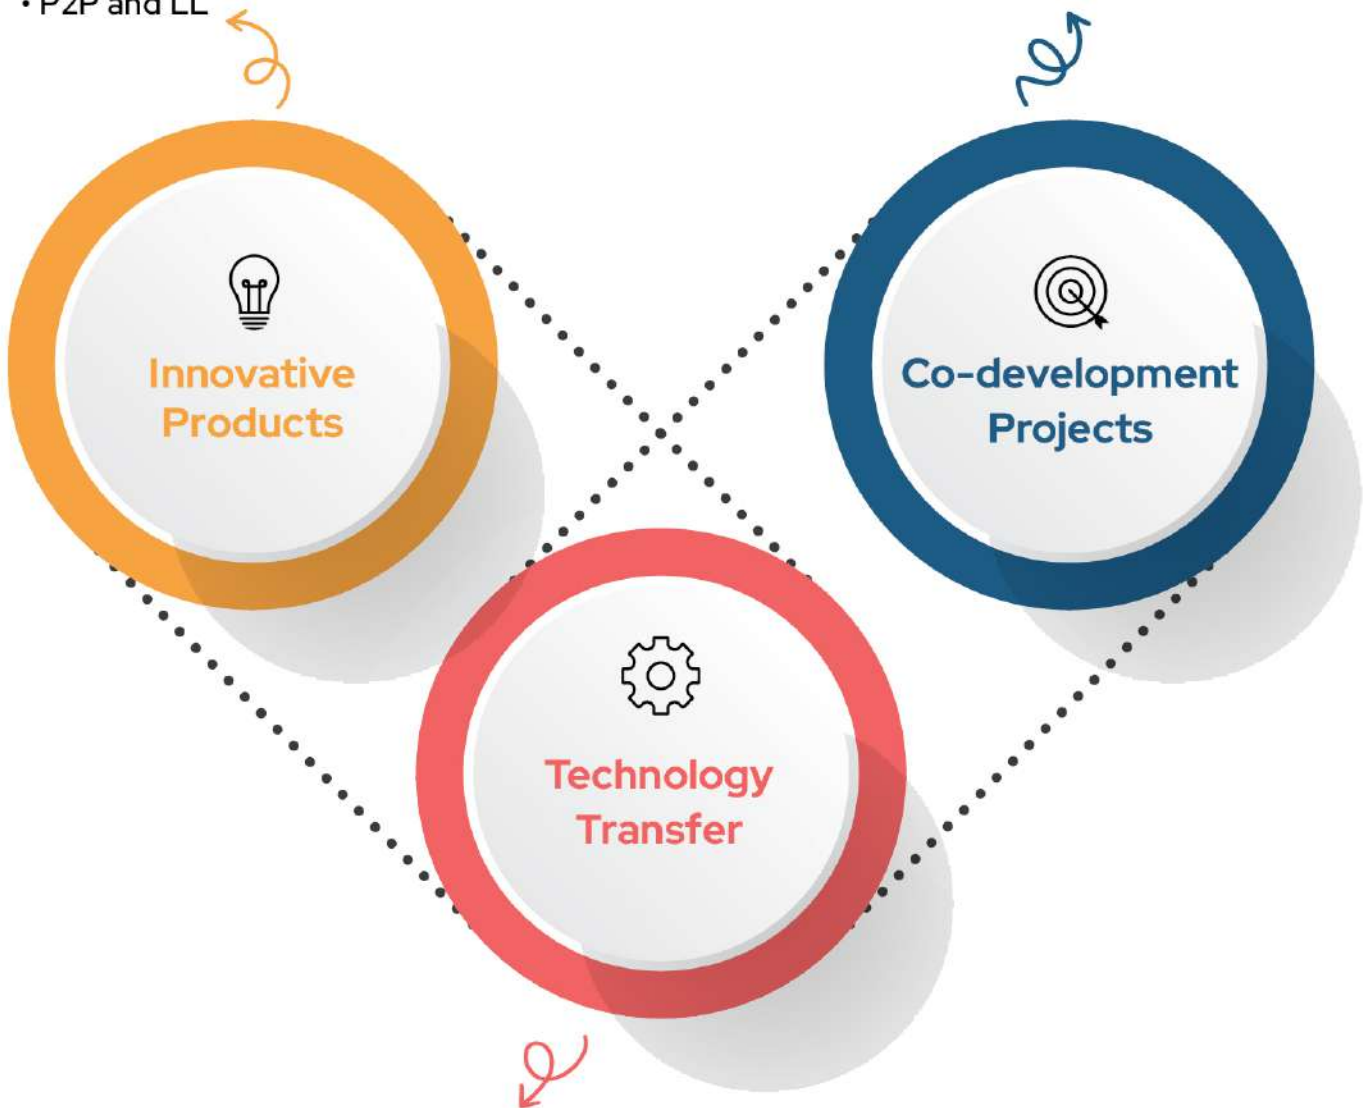 • P2P and LL
Innovative
Products
Co-development
Projects
Technology
Transfer